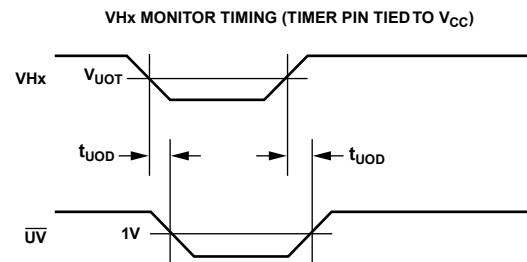 VHx MONITOR TIMING (TIMER PIN TIED TO VCC)
VHx
VUOT
tUOD
tUOD
UV
1V